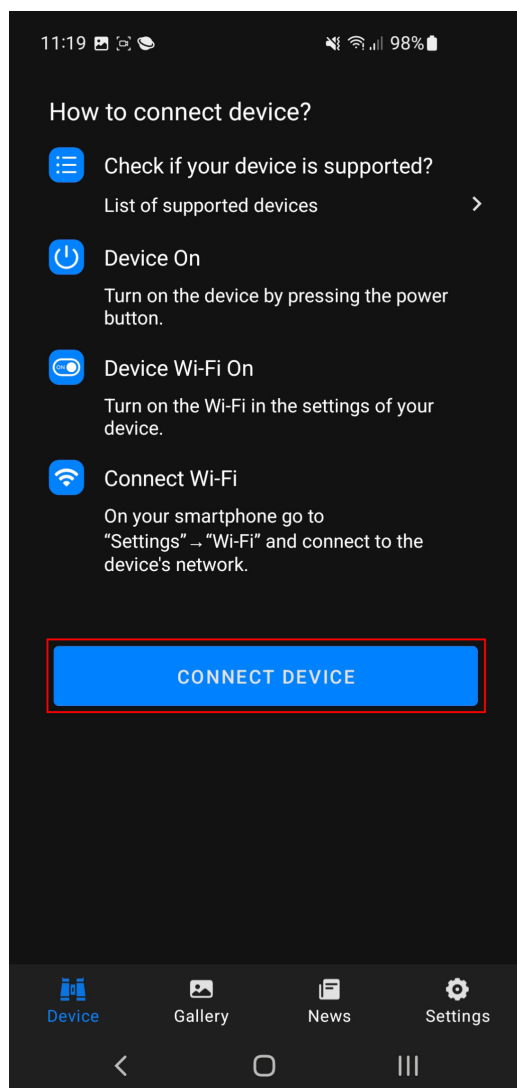 11:19 98%
How to connect device?
Check if your device is supported?
List of supported devices
Device On
Turn on the device by pressing the power
button.
ON
Device Wi-Fi On
Turn on the Wi-Fi in the settings of your
device.
Connect Wi-Fi
On your smartphone go to
“Settings”→“Wi-Fi” and connect to the
device's network.
CONNECT DEVICE
Device Gallery News Settings